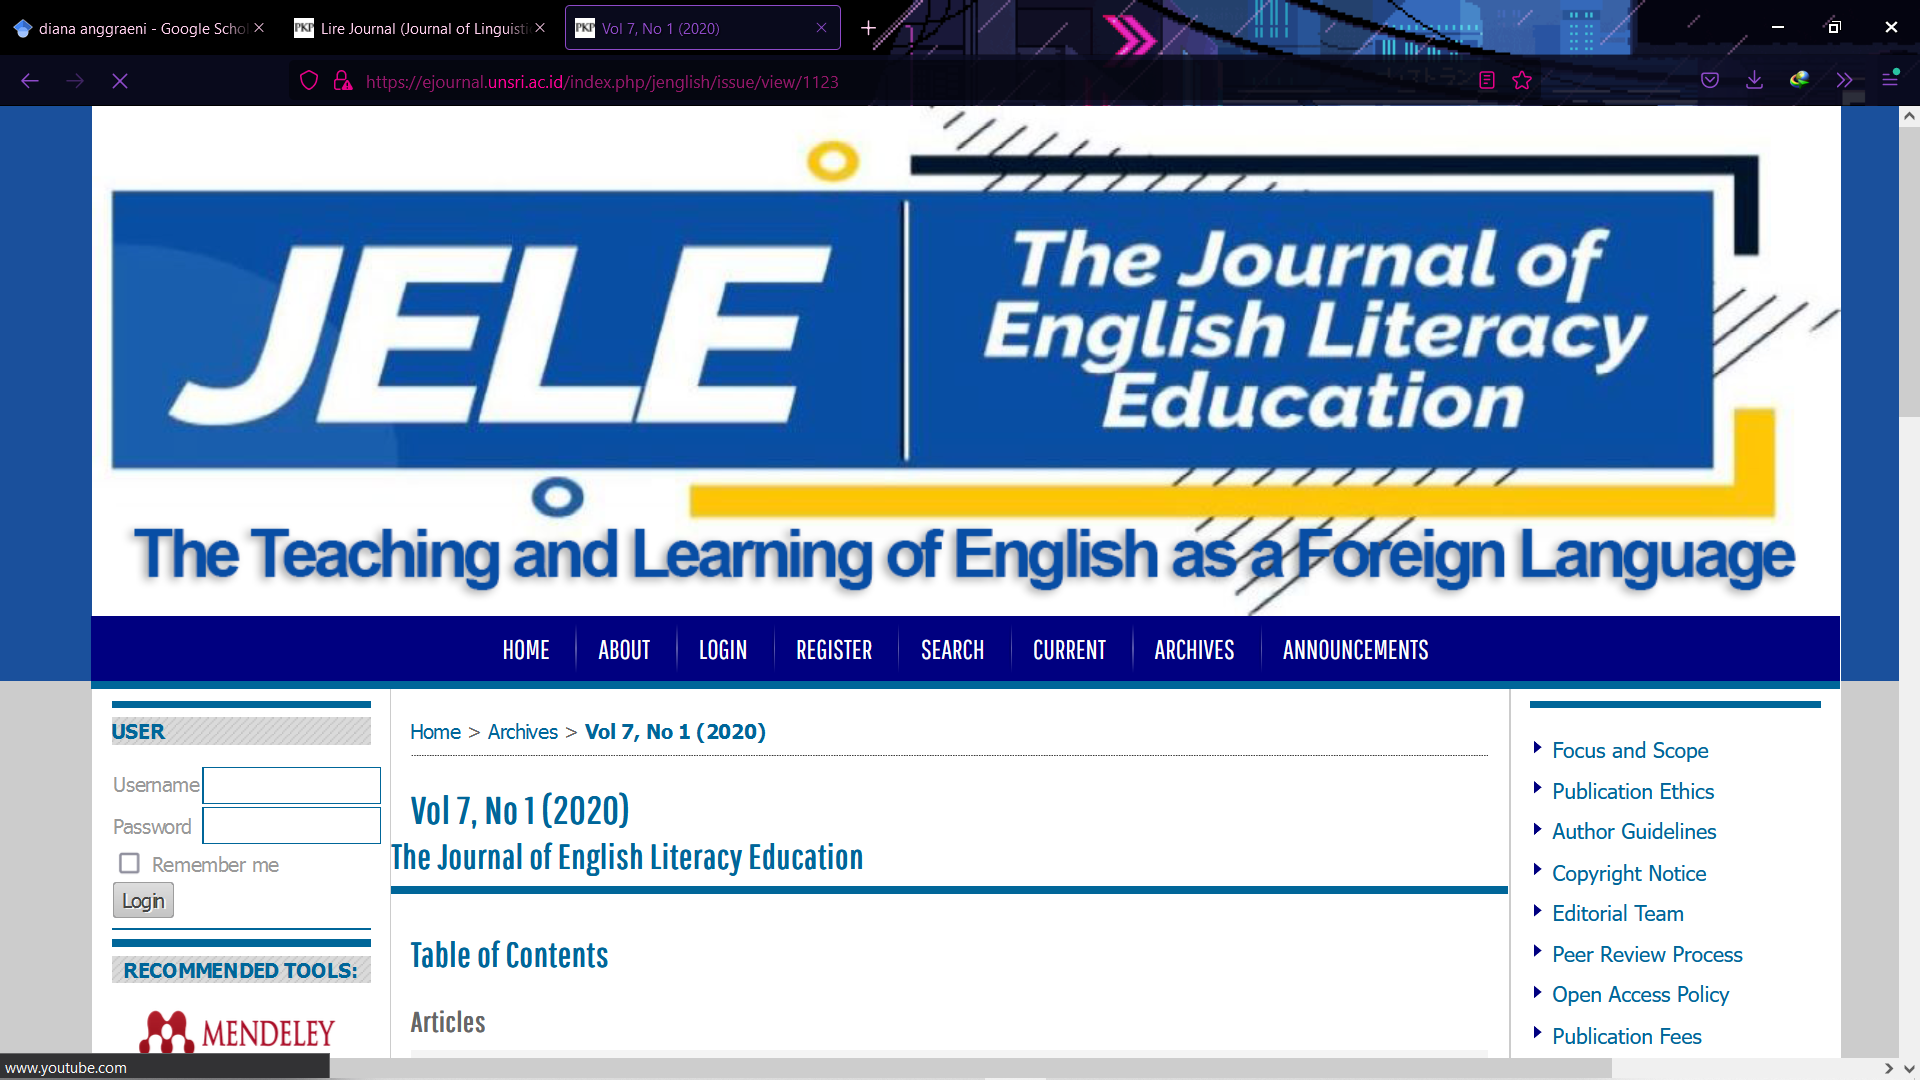 diana anggraeni - Google Schol
Lire Journal (Journal of Linguisti
Vol 7, No 1 (2020)
https://ejournal.unsri.ac.id/index.php/jenglish/issue/view/1123
JELE
The Journal of
English Literacy
Education
The Teaching and Learning of English as a Foreign Language
HOME
ABOUT
LOGIN
REGISTER
SEARCH
CURRENT
ARCHIVES
ANNOUNCEMENTS
USER
Username
Password
Remember me
Login
RECOMMENDED TOOLS:
MENDELEY
Home > Archives > Vol 7, No 1 (2020)
Vol 7, No 1 (2020)
The Journal of English Literacy Education
Table of Contents
Articles
Focus and Scope
Publication Ethics
Author Guidelines
Copyright Notice
Editorial Team
Peer Review Process
Open Access Policy
Publication Fees
www.youtube.com